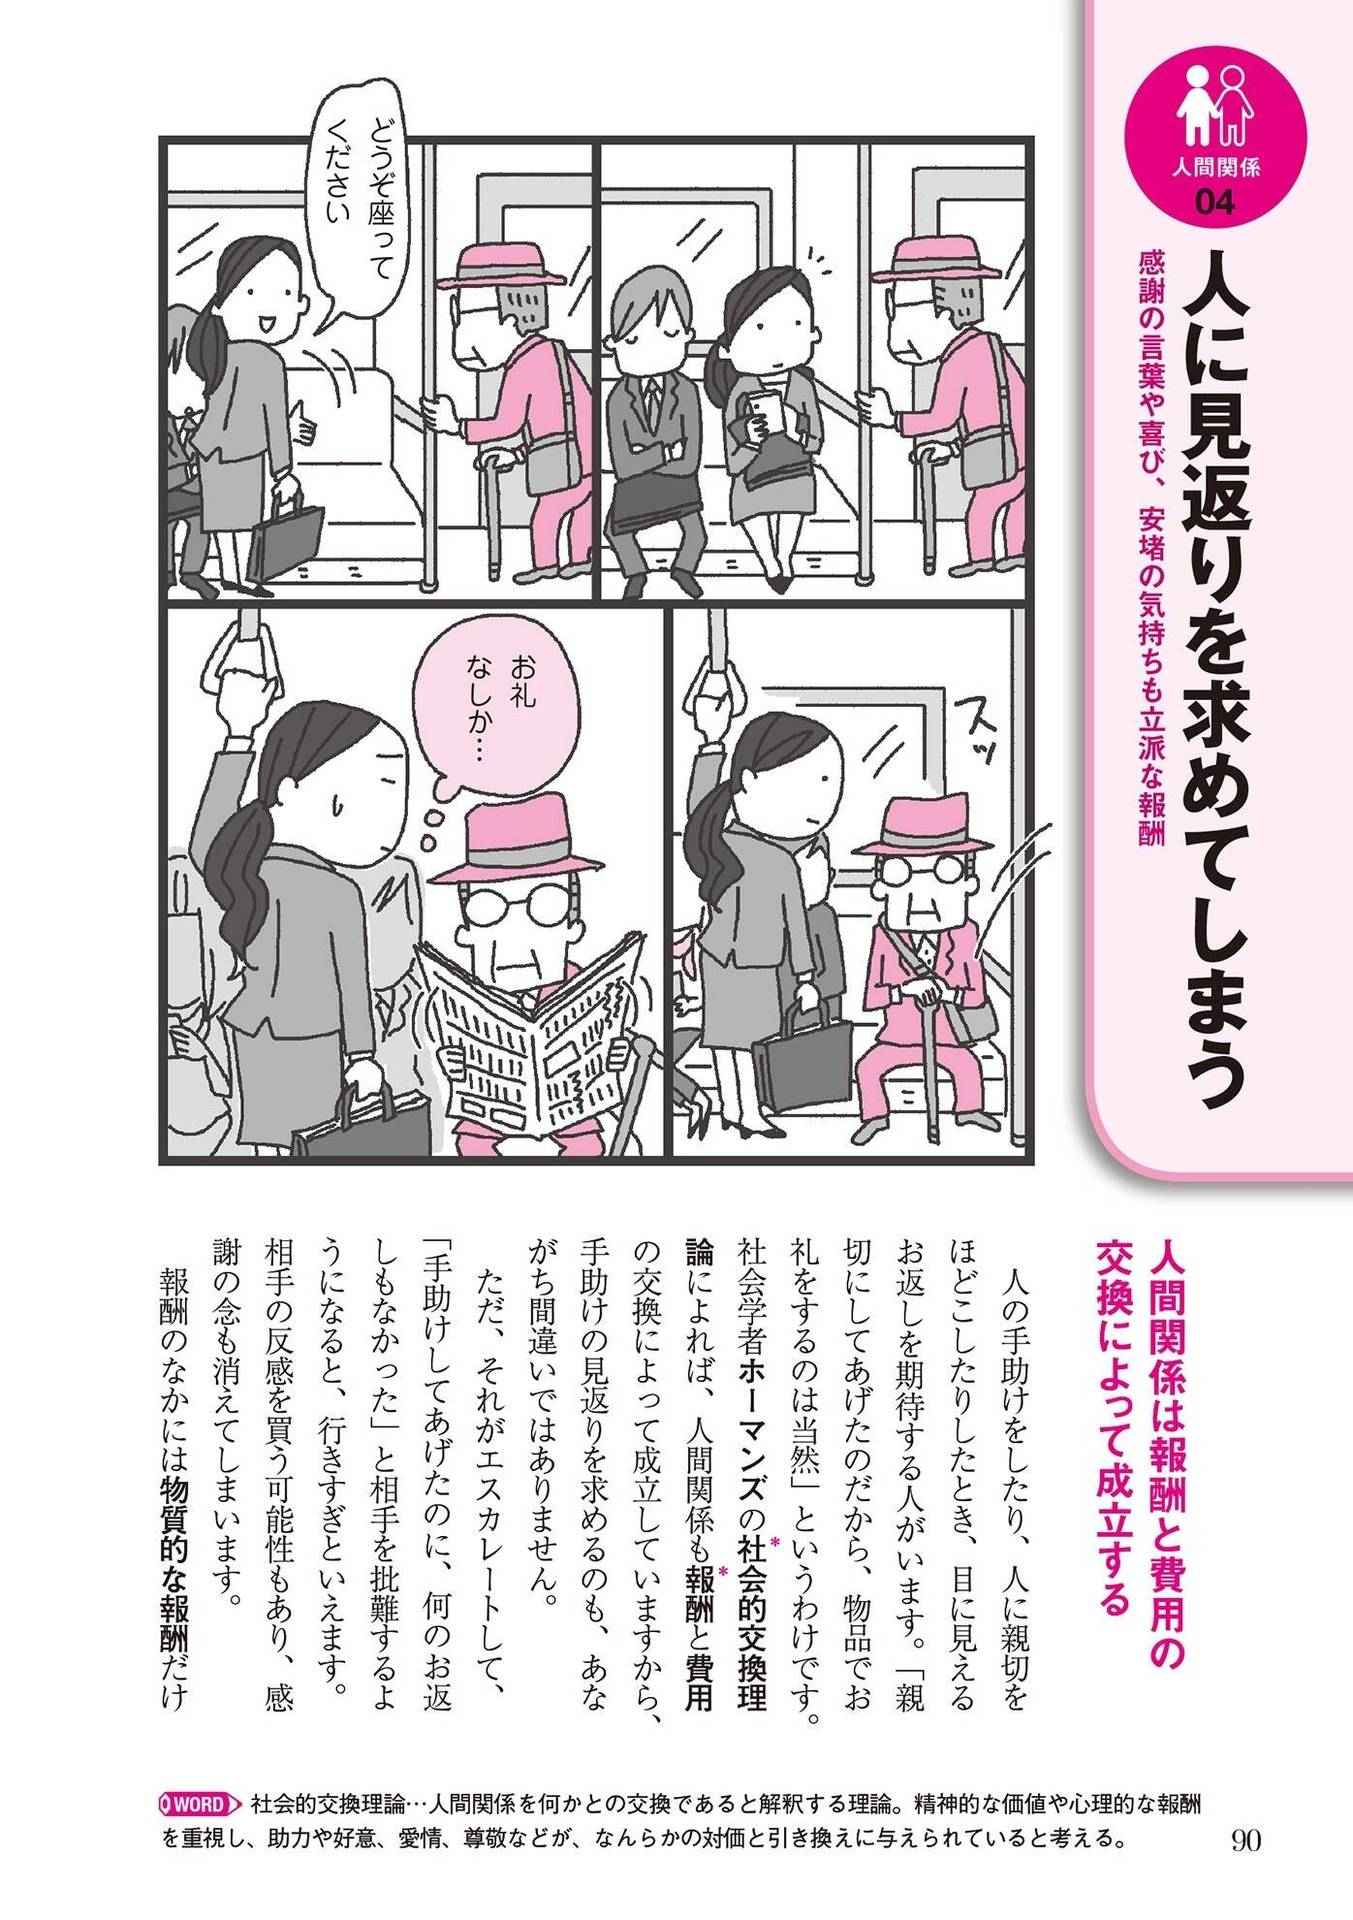 人間関係
04
人に見返りを求めてしまう
感謝の言葉や喜び、安堵の気持ちも立派な報酬
どうぞ座って
ください
スッ
お礼
なしか…
人間関係は報酬と費用の
交換によって成立する
人の手助けをしたり、人に親切を
ほどこしたりしたとき、目に見える
お返しを期待する人がいます。「親
切にしてあげたのだから、物品でお
礼をするのは当然」というわけです。
社会学者ホーマンズの社会的交換理
論によれば、人間関係も報酬と費用
の交換によって成立していますから、
手助けの見返りを求めるのも、あな
がち間違いではありません。
ただ、それがエスカレートして、
「手助けしてあげたのに、何のお返
しもなかった」と相手を批難するよ
うになると、行きすぎといえます。
相手の反感を買う可能性もあり、感
謝の念も消えてしまいます。
報酬のなかには物質的な報酬だけ
WORD 社会的交換理論…人間関係を何かとの交換であると解釈する理論。精神的な価値や心理的な報酬
を重視し、助力や好意、愛情、尊敬などが、なんらかの対価と引き換えに与えられていると考える。
90